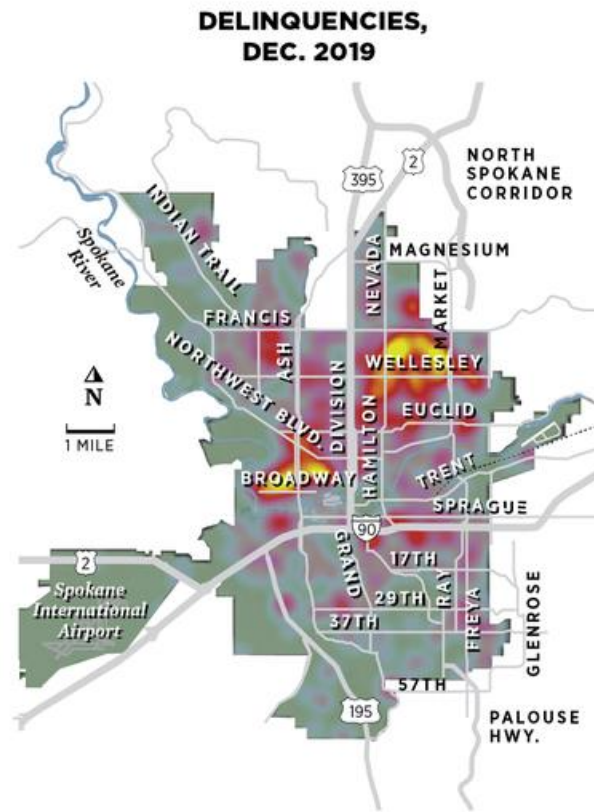 DELINQUENCIES,
DEC. 2019
NORTH
SPOKANE
CORRIDOR
395
2
INDIAN TRAIL
Spokane
River
NEVADA
MAGNESIUM
MARKET
FRANCIS
ASH
WELLESLEY
NORTHWEST BLVD.
DIVISION
N
1 MILE
HAMILTON
EUCLID
BROADWAY
TRENT
SPRAGUE
90
2
GRAND
17TH
Spokane
International
Airport
29TH
RAY
37TH
FREYA
GLENROSE
57TH
195
PALOUSE
HWY.